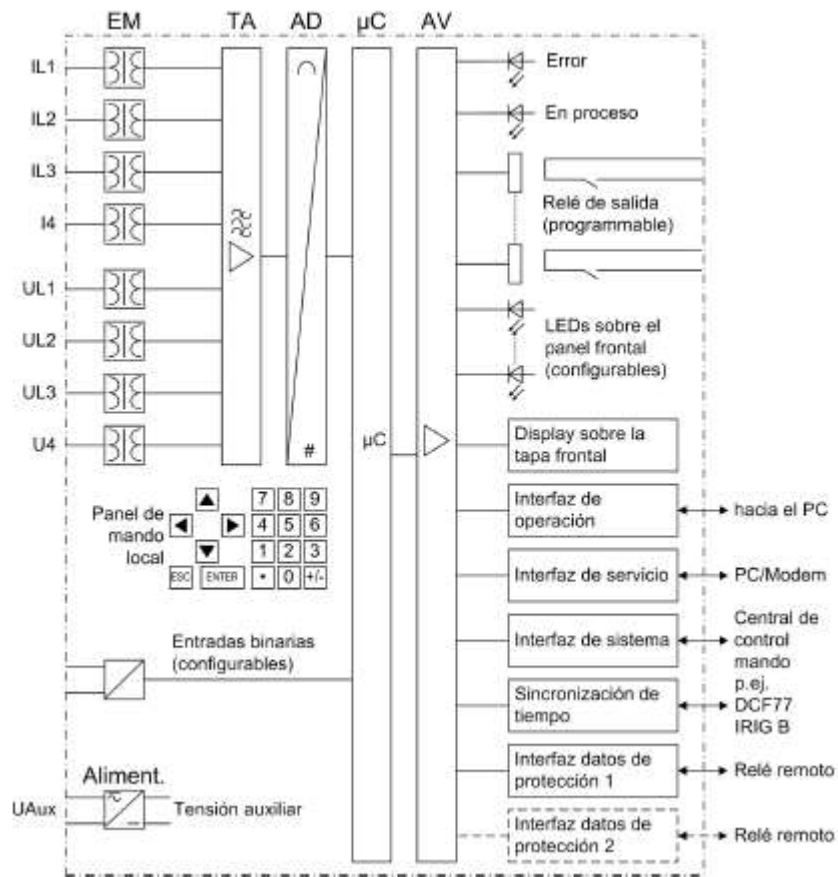 EM TA AD µC AV
IL1
IL2
IL3
I4
UL1
UL2
UL3
U4
#
µC
Error
En proceso
Relé de salida
(programmable)
LEDs sobre el
panel frontal
(configurables)
Display sobre la
tapa frontal
Panel de
mando
local
7 8 9
4 5 6
1 2 3
ESC ENTER • 0 +/-
Interfaz de
operación
hacia el PC
Interfaz de servicio
PC/Modem
Interfaz de sistema
Central de
control
mando
p.ej.
DCF77
IRIG B
Sincronización de
tiempo
Entradas binarias
(configurables)
Interfaz datos de
protección 1
Relé remoto
Aliment.
UAux
Tensión auxiliar
Interfaz datos de
protección 2
Relé remoto